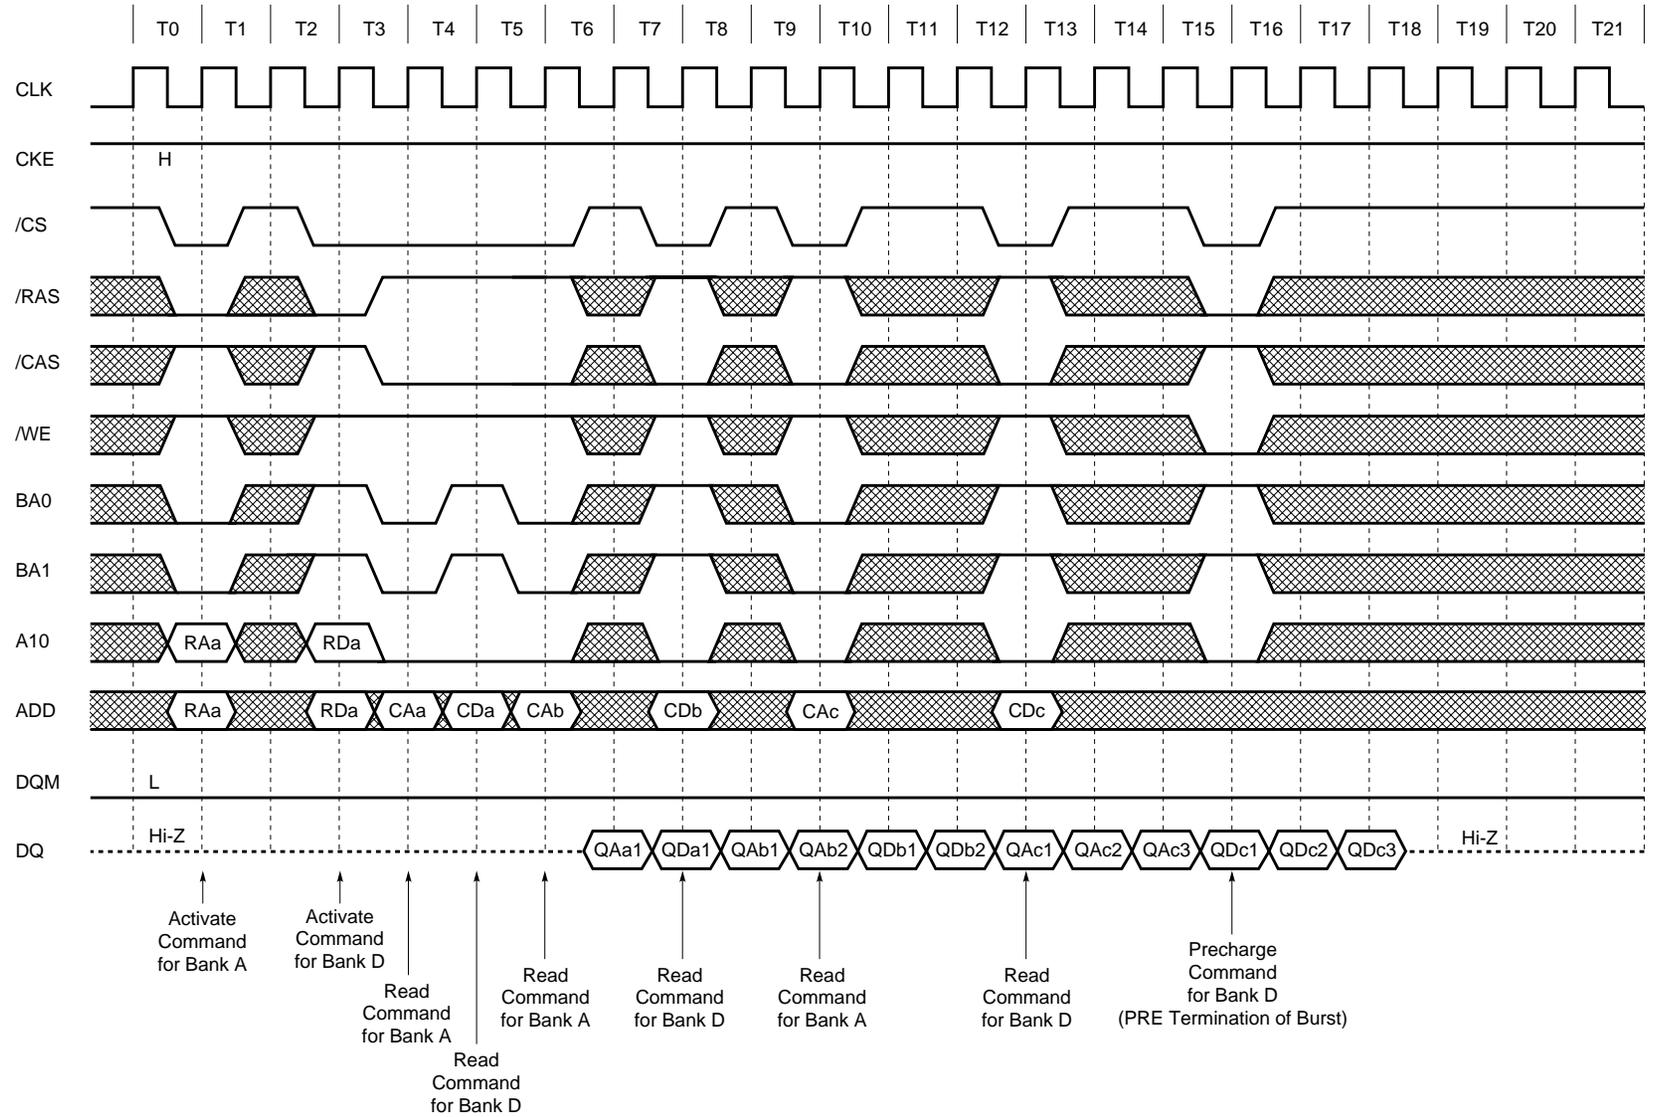 T0 T1 T2 T3 T4 T5 T6 T7 T8 T9 T10 T11 T12 T13 T14 T15 T16 T17 T18 T19 T20 T21
CLK
CKE H
/CS
/RAS
/CAS
/WE
BA0
BA1
A10 RAa RDa
ADD RAa RDa CAa CDa CAb CDb CAc CDc
DQM L
DQ Hi-Z QAa1 QDa1 QAb1 QAb2 QDb1 QDb2 QAc1 QAc2 QAc3 QDc1 QDc2 QDc3 Hi-Z
Activate
Command
for Bank A
Activate
Command
for Bank D
Read
Command
for Bank A
Read
Command
for Bank D
Read
Command
for Bank A
Read
Command
for Bank D
Read
Command
for Bank A
Read
Command
for Bank D
Precharge
Command
for Bank D
(PRE Termination of Burst)